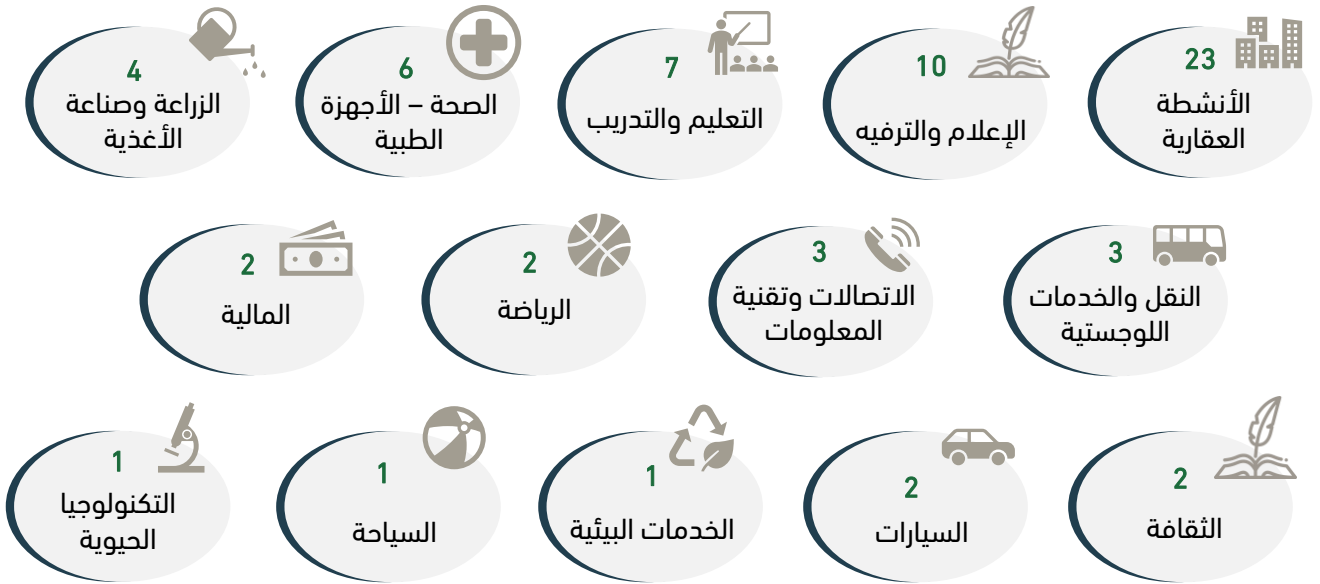 23
الأنشطة
العقارية
10
الإعلام والترفيه
7
التعليم والتدريب
6
الصحة – الأجهزة
الطبية
4
الزراعة وصناعة
الأغذية
3
النقل والخدمات
اللوجستية
3
الاتصالات وتقنية
المعلومات
2
الرياضة
2
المالية
2
الثقافة
2
السيارات
1
الخدمات البيئية
1
السياحة
1
التكنولوجيا
الحيوية